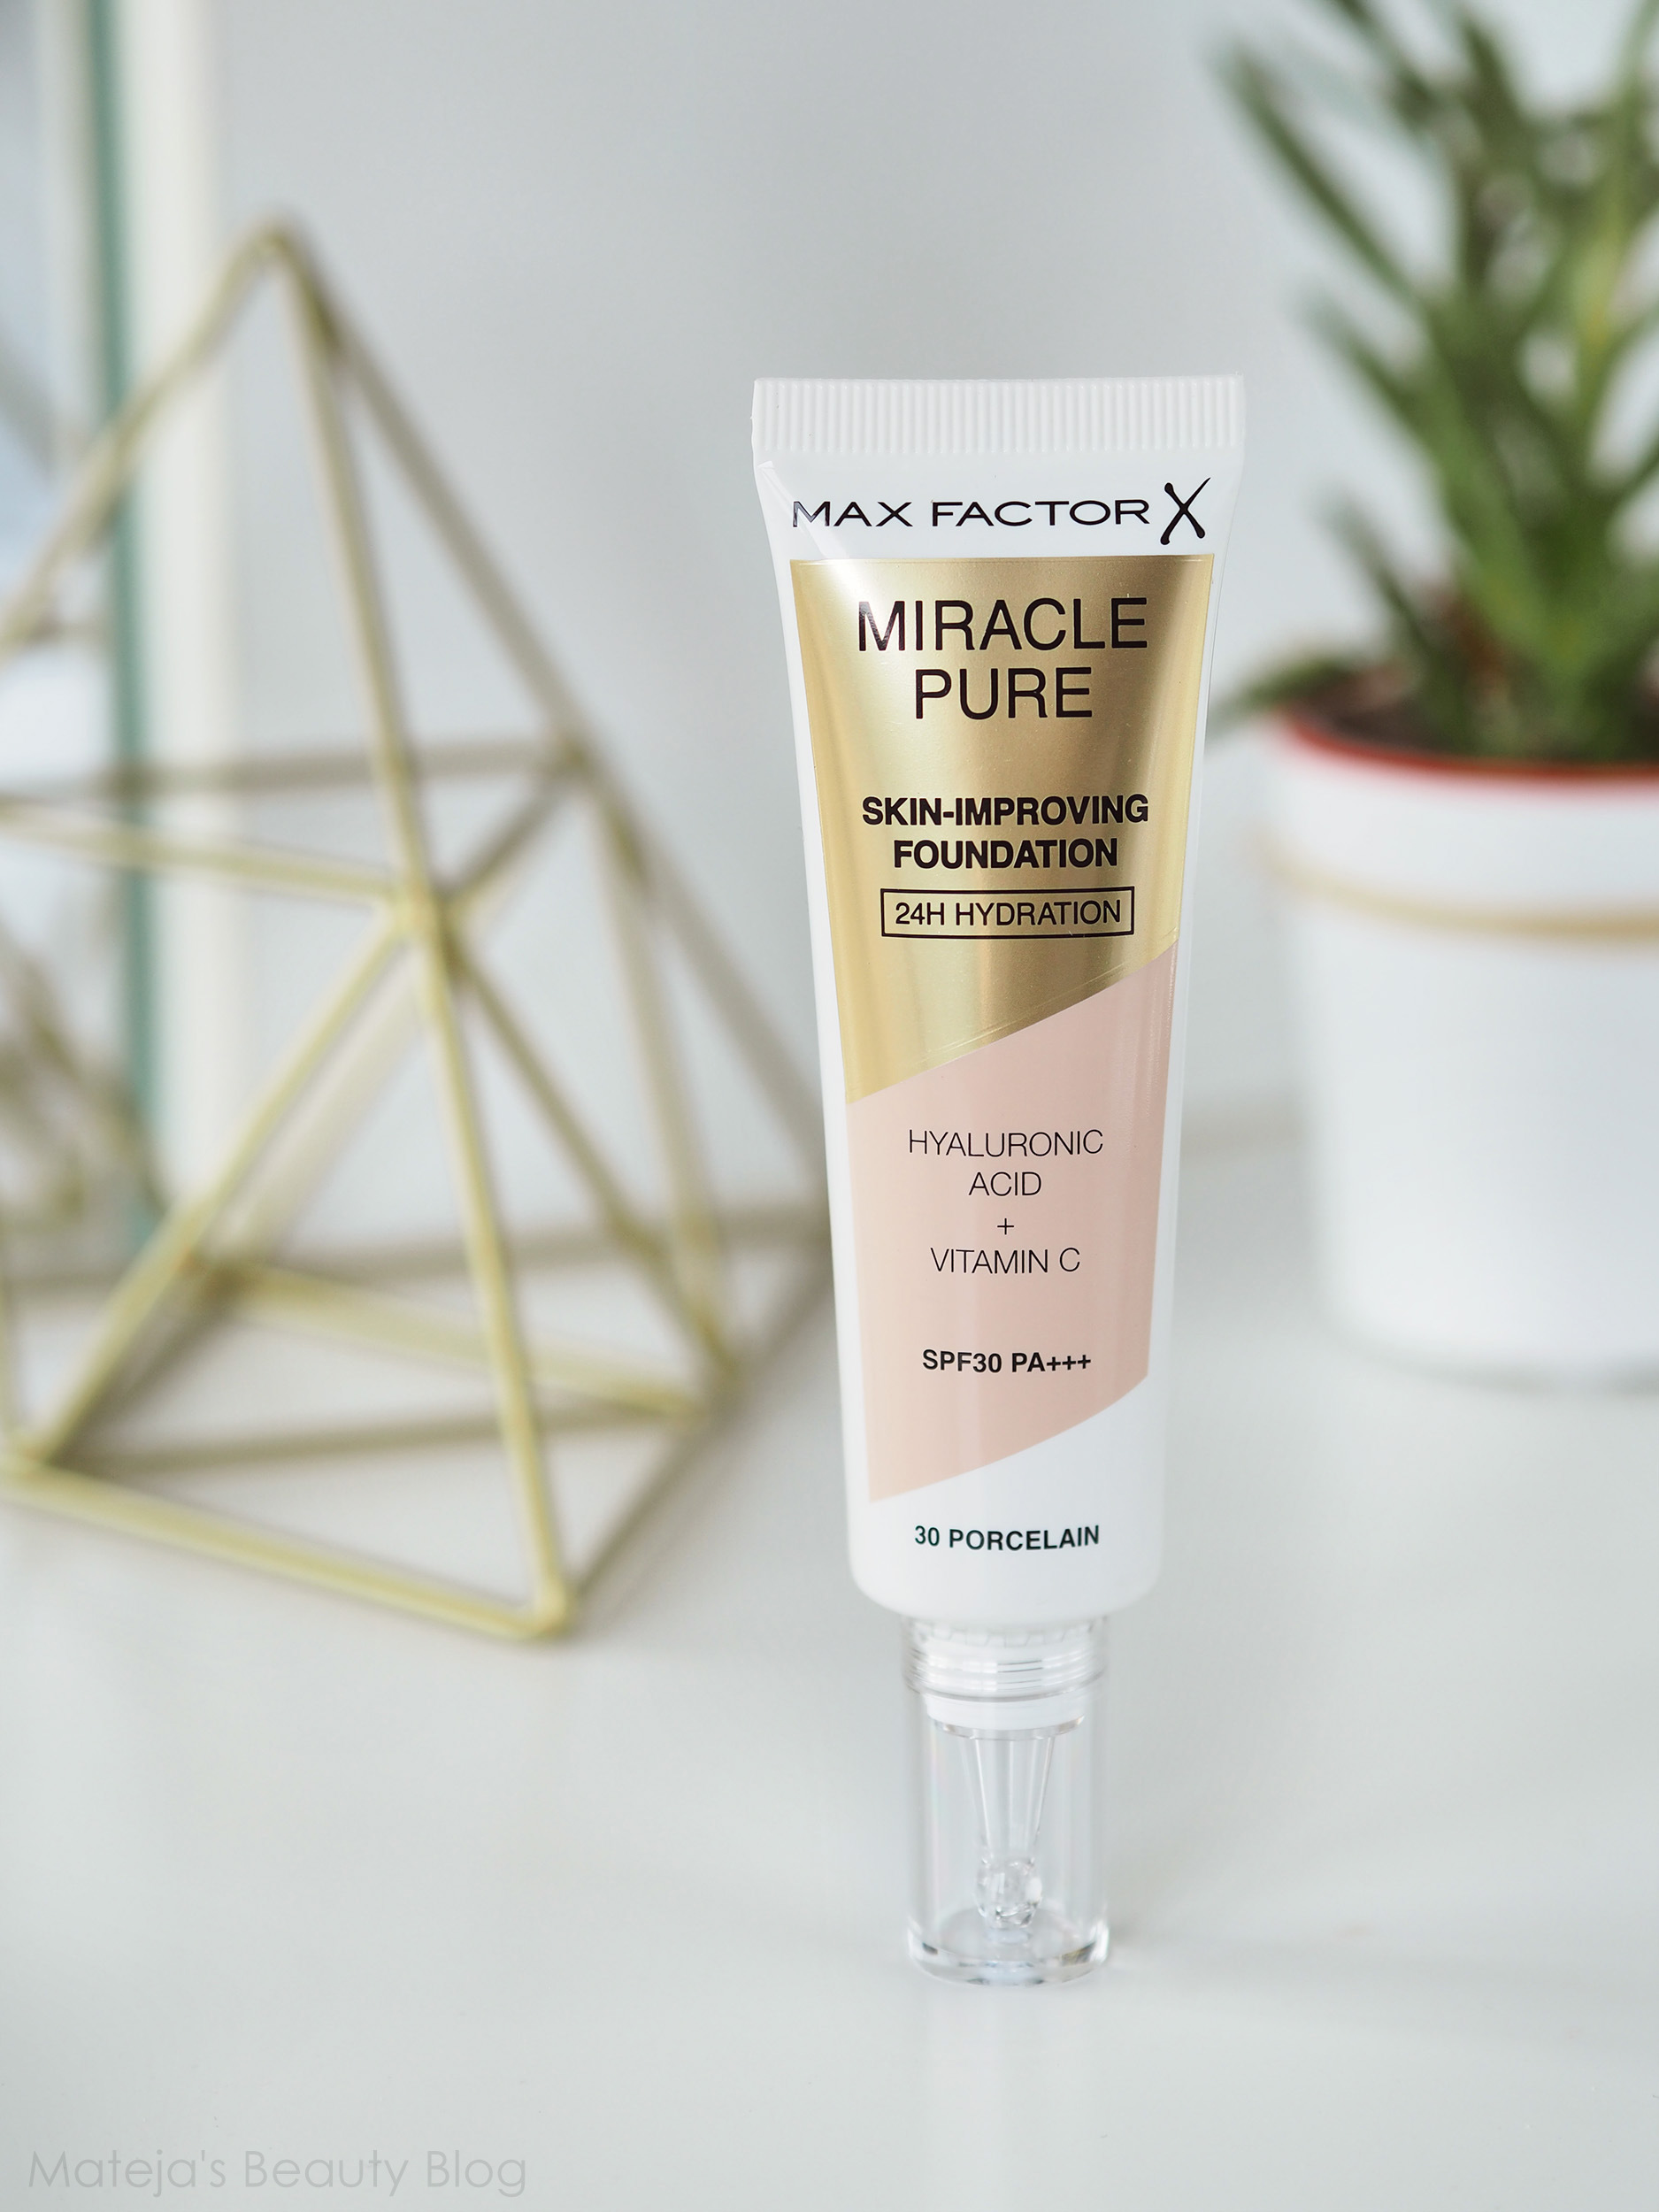 MAX FACTOR X
MIRACLE
PURE
SKIN-IMPROVING
FOUNDATION
24H HYDRATION
HYALURONIC
ACID
+
VITAMIN C
SPF30 PA+++
30 PORCELAIN
Mateja's Beauty Blog